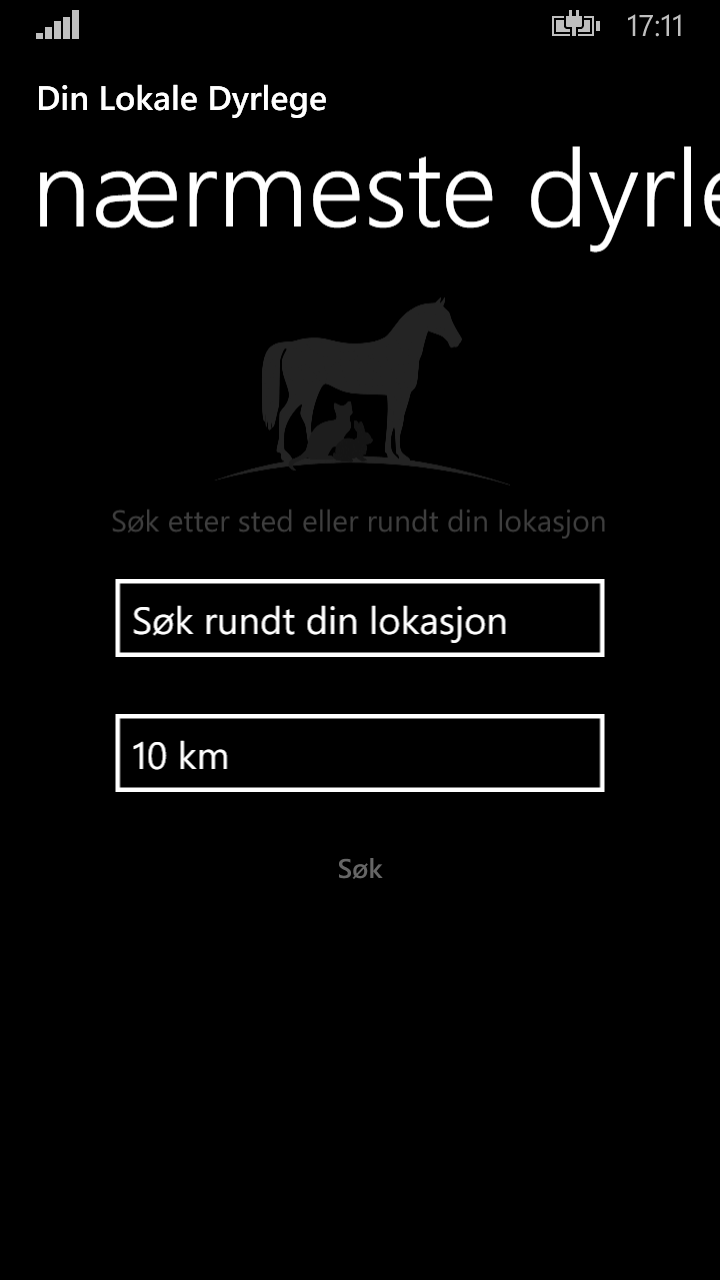 17:11
Din Lokale Dyrlege
nærmeste dyrle
Søk etter sted eller rundt din lokasjon
Søk rundt din lokasjon
10 km
Søk